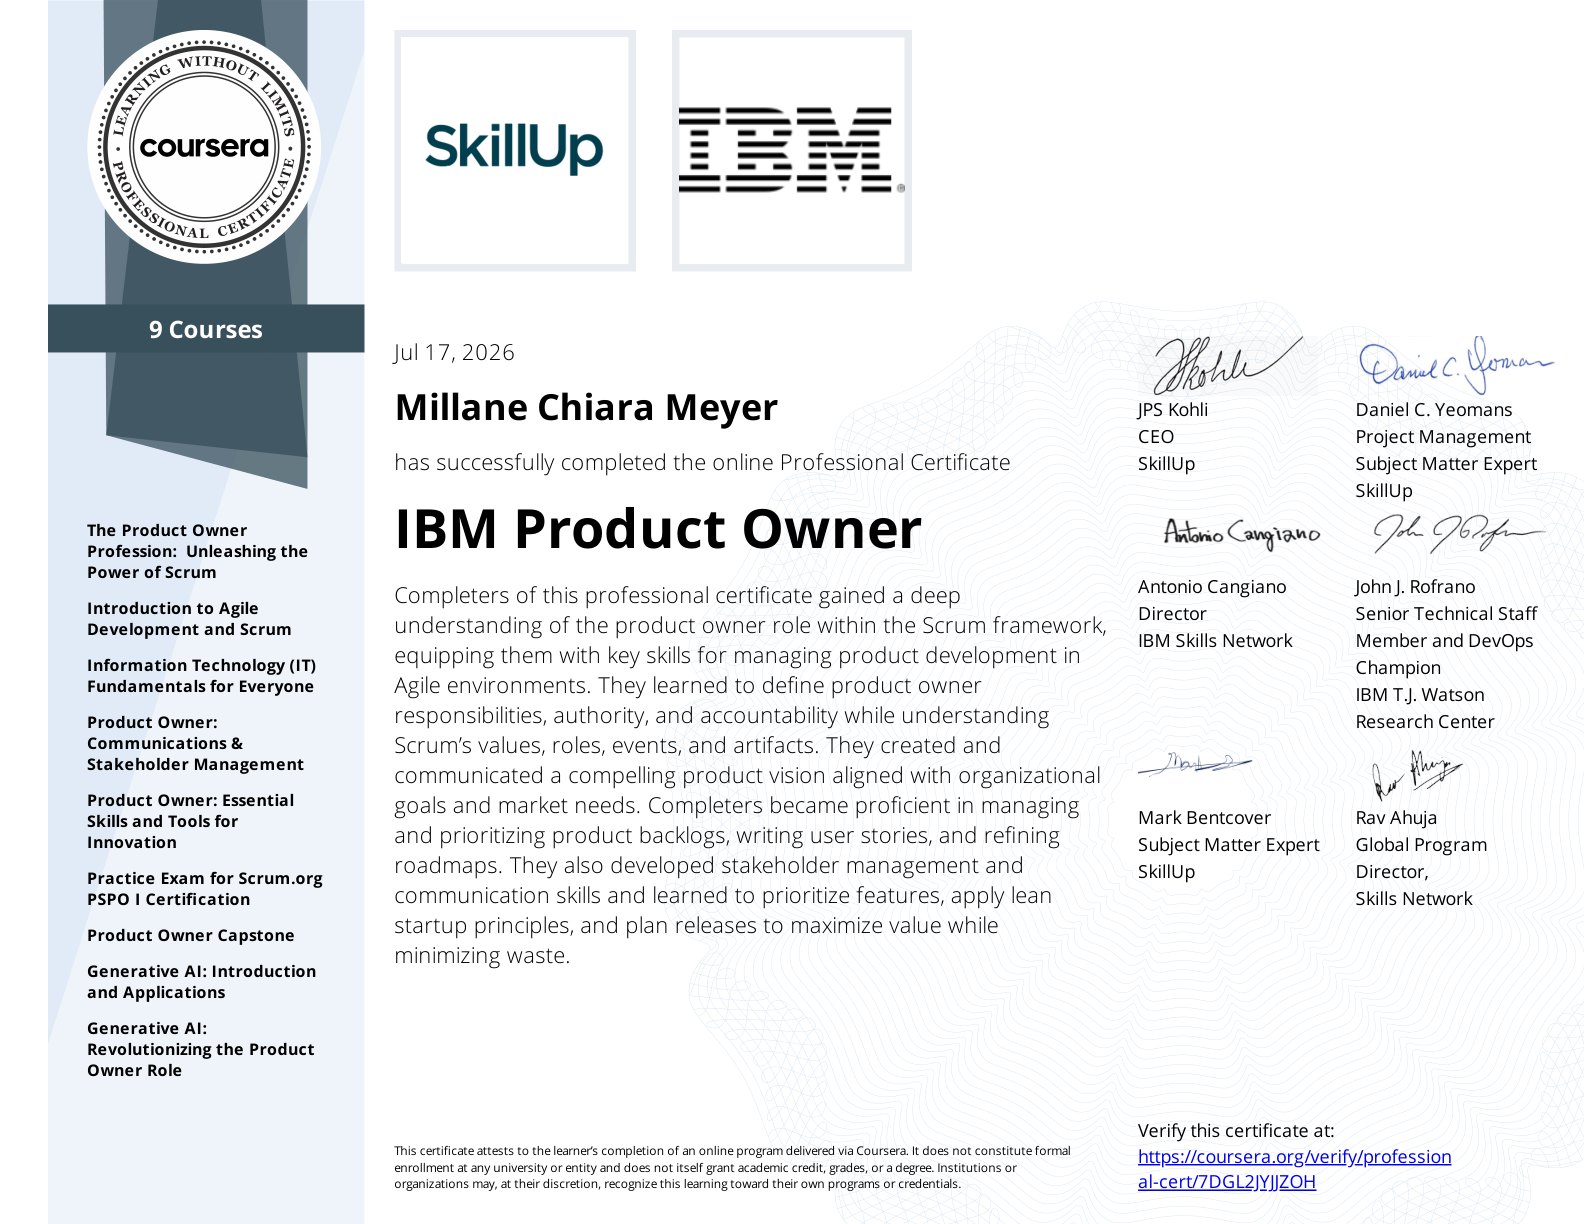 LEARNING WITHOUT LIMITS
coursera
PROFESSIONAL CERTIFICATE
SkillUp
IBM
9 Courses
The Product Owner
Profession:  Unleashing the
Power of Scrum
Introduction to Agile
Development and Scrum
Information Technology (IT)
Fundamentals for Everyone
Product Owner:
Communications &
Stakeholder Management
Product Owner: Essential
Skills and Tools for
Innovation
Practice Exam for Scrum.org
PSPO I Certification
Product Owner Capstone
Generative AI: Introduction
and Applications
Generative AI:
Revolutionizing the Product
Owner Role
Jul 17, 2026
Millane Chiara Meyer
has successfully completed the online Professional Certificate
IBM Product Owner
Completers of this professional certificate gained a deep
understanding of the product owner role within the Scrum framework,
equipping them with key skills for managing product development in
Agile environments. They learned to define product owner
responsibilities, authority, and accountability while understanding
Scrum’s values, roles, events, and artifacts. They created and
communicated a compelling product vision aligned with organizational
goals and market needs. Completers became proficient in managing
and prioritizing product backlogs, writing user stories, and refining
roadmaps. They also developed stakeholder management and
communication skills and learned to prioritize features, apply lean
startup principles, and plan releases to maximize value while
minimizing waste.
JPS Kohli
CEO
SkillUp
Daniel C. Yeoman
Daniel C. Yeomans
Project Management
Subject Matter Expert
SkillUp
Antonio Cangiano
Antonio Cangiano
Director
IBM Skills Network
John J. Rofrano
Senior Technical Staff
Member and DevOps
Champion
IBM T.J. Watson
Research Center
Mark Bentcover
Subject Matter Expert
SkillUp
Rav Ahuja
Rav Ahuja
Global Program
Director,
Skills Network
This certificate attests to the learner’s completion of an online program delivered via Coursera. It does not constitute formal
enrollment at any university or entity and does not itself grant academic credit, grades, or a degree. Institutions or
organizations may, at their discretion, recognize this learning toward their own programs or credentials.
Verify this certificate at:
https://coursera.org/verify/profession
al-cert/7DGL2JYJJZOH